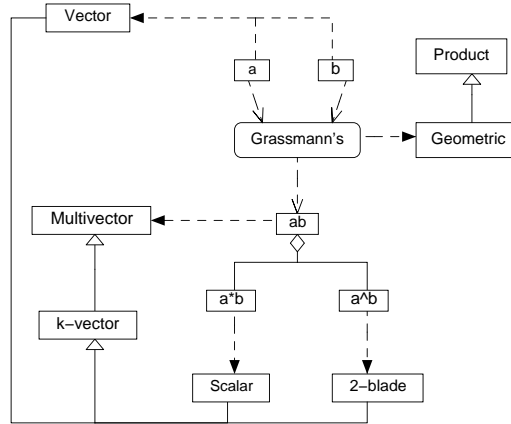 Vector
a
b
Product
Grassmann's
Geometric
Multivector
ab
a*b
a^b
k-vector
Scalar
2-blade